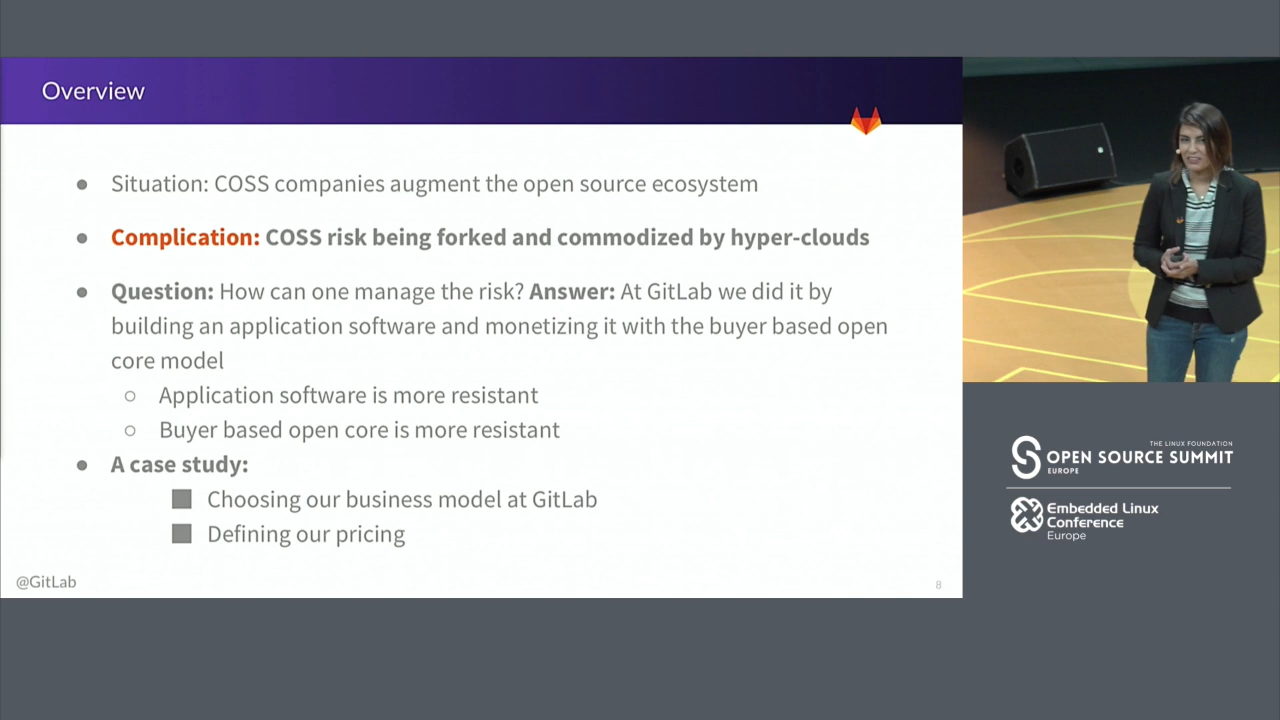 Overview
● Situation: COSS companies augment the open source ecosystem
● Complication: COSS risk being forked and commodized by hyper-clouds
● Question: How can one manage the risk? Answer: At GitLab we did it by
building an application software and monetizing it with the buyer based open
core model
○ Application software is more resistant
○ Buyer based open core is more resistant
● A case study:
■ Choosing our business model at GitLab
■ Defining our pricing
@GitLab
8
THE LINUX FOUNDATION
OPEN SOURCE SUMMIT
EUROPE
Embedded Linux
Conference
Europe